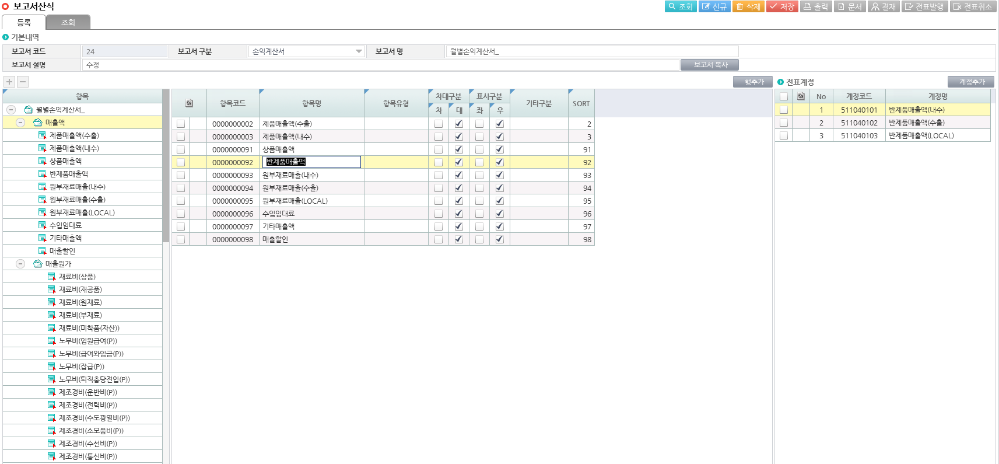 보고서산식
조회 신규 삭제 저장 출력 문서 결재 전표발행 전표취소
등록 조회
기본내역
보고서 코드 24 보고서 구분 손익계산서 보고서 명 월별손익계산서_
보고서 설명 수정 보고서 복사
행추가 전표계정 계정추가
항목
월별손익계산서_
매출액
제품매출액(수출)
제품매출액(내수)
상품매출액
반제품매출액
원부재료매출(내수)
원부재료매출(수출)
원부재료매출(LOCAL)
수입임대료
기타매출액
매출할인
매출원가
재료비(상품)
재료비(재공품)
재료비(원재료)
재료비(부재료)
재료비(미착품(자산))
노무비(임원급여(P))
노무비(급여와임금(P))
노무비(잡급(P))
노무비(퇴직충당전입(P))
제조경비(운반비(P))
제조경비(전력비(P))
제조경비(수도광열비(P))
제조경비(소모품비(P))
제조경비(수선비(P))
제조경비(통신비(P))
항목코드 항목명 항목유형 차대구분 표시구분 기타구분 SORT
차 대 좌 우
0000000002 제품매출액(수출) 2
0000000003 제품매출액(내수) 3
0000000091 상품매출액 91
0000000092 반제품매출액 92
0000000093 원부재료매출(내수) 93
0000000094 원부재료매출(수출) 94
0000000095 원부재료매출(LOCAL) 95
0000000096 수입임대료 96
0000000097 기타매출액 97
0000000098 매출할인 98
No 계정코드 계정명
1 511040101 반제품매출액(내수)
2 511040102 반제품매출액(수출)
3 511040103 반제품매출액(LOCAL)